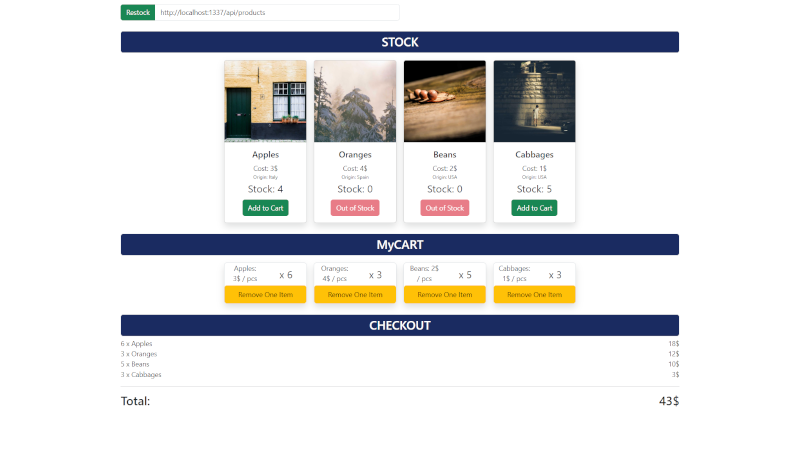 Restock http://localhost:1337/api/products
STOCK
Apples
Cost: 3$
Origin: Italy
Stock: 4
Add to Cart
Oranges
Cost: 4$
Origin: Spain
Stock: 0
Out of Stock
Beans
Cost: 2$
Origin: USA
Stock: 0
Out of Stock
Cabbages
Cost: 1$
Origin: USA
Stock: 5
Add to Cart
MyCART
Apples:
3$ / pcs
x 6
Remove One Item
Oranges:
4$ / pcs
x 3
Remove One Item
Beans: 2$
/ pcs
x 5
Remove One Item
Cabbages:
1$ / pcs
x 3
Remove One Item
CHECKOUT
6 x Apples 18$
3 x Oranges 12$
5 x Beans 10$
3 x Cabbages 3$
Total: 43$